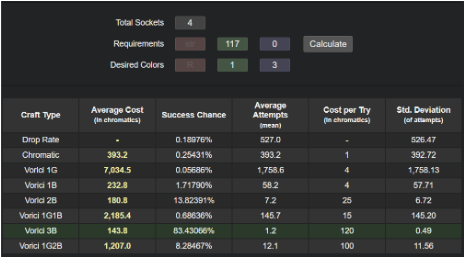 Total Sockets 4
Requirements str 117 0 Calculate
Desired Colors R 1 3
Craft Type Average Cost (in chromatics) Success Chance Average Attempts (mean) Cost per Try (in chromatics) Std. Deviation (of attempts)
Drop Rate - 0.18976% 527.0 - 526.47
Chromatic 393.2 0.25431% 393.2 1 392.72
Vorici 1G 7,034.5 0.05686% 1,758.6 4 1,758.13
Vorici 1B 232.8 1.71790% 58.2 4 57.71
Vorici 2B 180.8 13.82391% 7.2 25 6.72
Vorici 1G1B 2,185.4 0.68636% 145.7 15 145.20
Vorici 3B 143.8 83.43066% 1.2 120 0.49
Vorici 1G2B 1,207.0 8.28467% 12.1 100 11.56